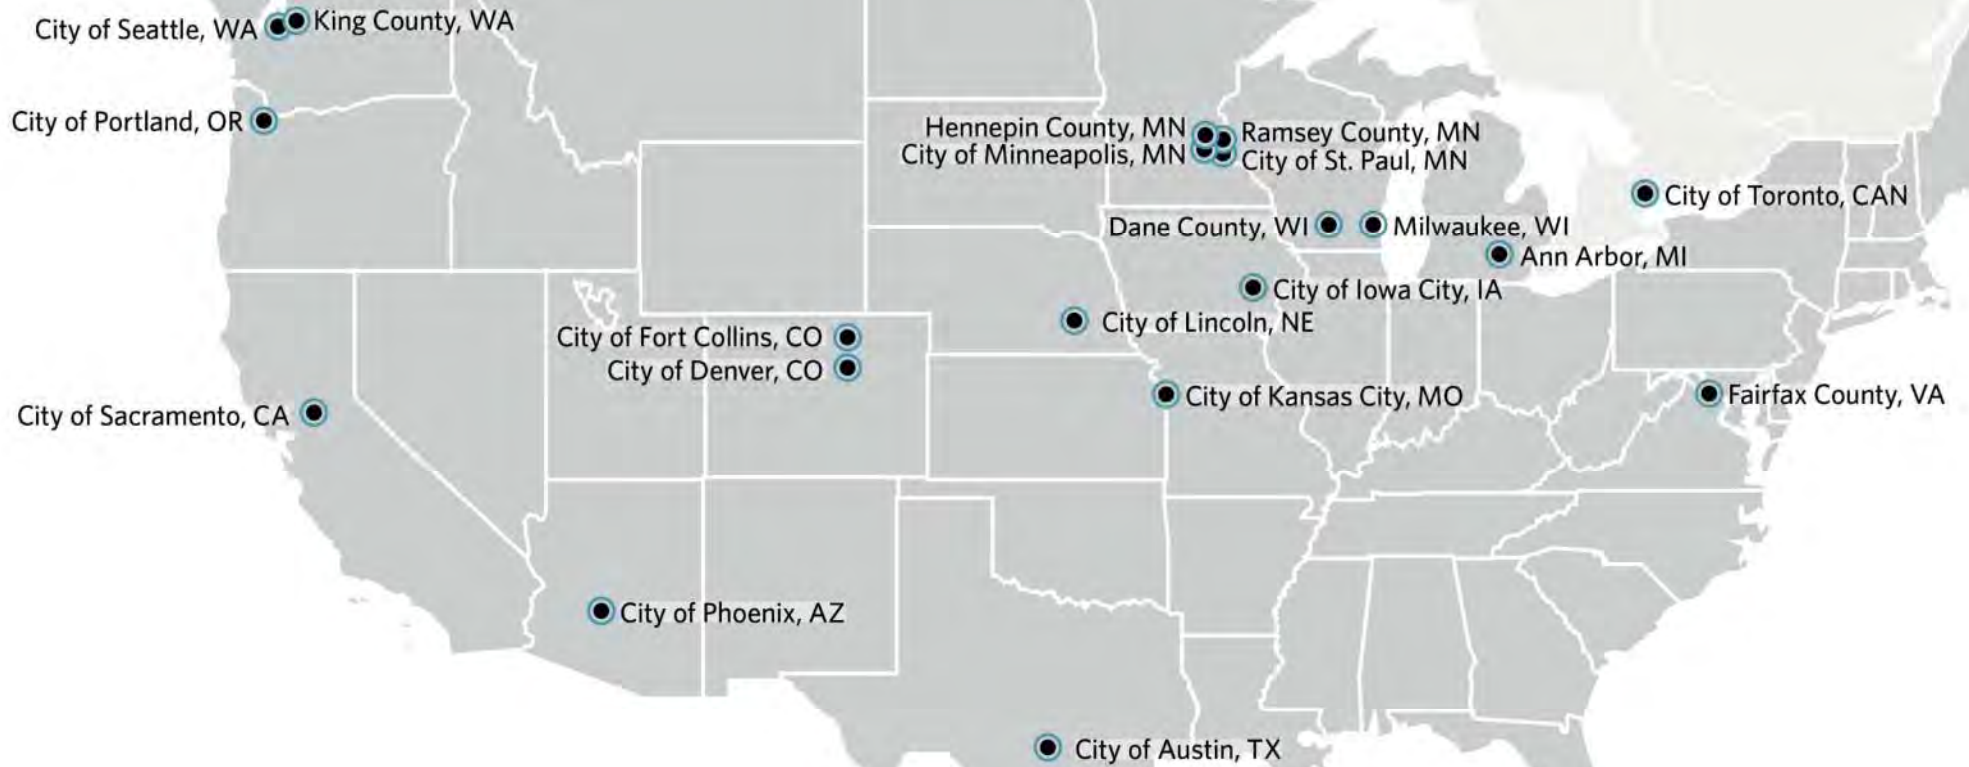 City of Seattle, WA
King County, WA
City of Portland, OR
Hennepin County, MN
Ramsey County, MN
City of Minneapolis, MN
City of St. Paul, MN
City of Toronto, CAN
Dane County, WI
Milwaukee, WI
Ann Arbor, MI
City of Iowa City, IA
City of Lincoln, NE
City of Fort Collins, CO
City of Denver, CO
City of Kansas City, MO
Fairfax County, VA
City of Sacramento, CA
City of Phoenix, AZ
City of Austin, TX